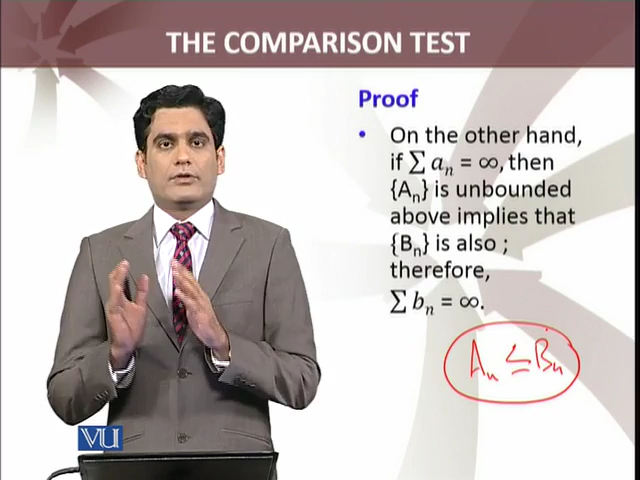 THE COMPARISON TEST
Proof
• On the other hand,
if ∑ aₙ = ∞, then
{Aₙ} is unbounded
above implies that
{Bₙ} is also ;
therefore,
∑ bₙ = ∞.
Aₙ ≤ Bₙ
VU